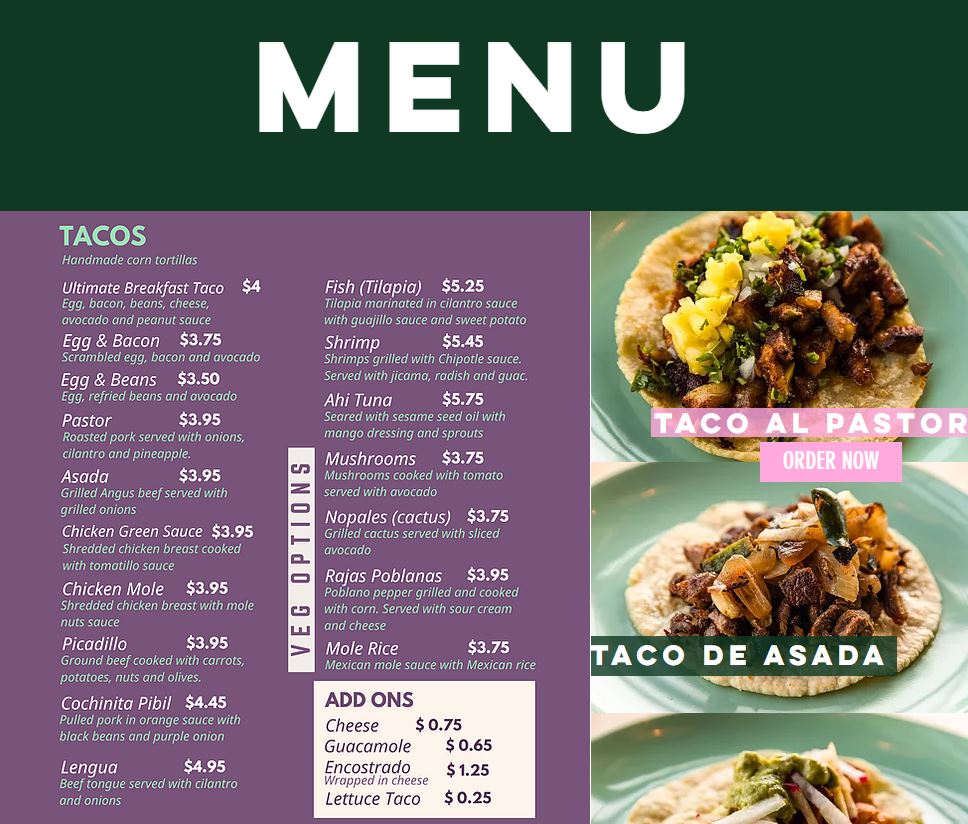 MENU
TACOS
Handmade corn tortillas
Ultimate Breakfast Taco $4
Egg, bacon, beans, cheese,
avocado and peanut sauce
Egg & Bacon $3.75
Scrambled egg, bacon and avocado
Egg & Beans $3.50
Egg, refried beans and avocado
Pastor $3.95
Roasted pork served with onions,
cilantro and pineapple.
Asada $3.95
Grilled Angus beef served with
grilled onions
Chicken Green Sauce $3.95
Shredded chicken breast cooked
with tomatillo sauce
Chicken Mole $3.95
Shredded chicken breast with mole
nuts sauce
Picadillo $3.95
Ground beef cooked with carrots,
potatoes, nuts and olives.
Cochinita Pibil $4.45
Pulled pork in orange sauce with
black beans and purple onion
Lengua $4.95
Beef tongue served with cilantro
and onions
Fish (Tilapia) $5.25
Tilapia marinated in cilantro sauce
with guajillo sauce and sweet potato
Shrimp $5.45
Shrimps grilled with Chipotle sauce.
Served with jicama, radish and guac.
Ahi Tuna $5.75
Seared with sesame seed oil with
mango dressing and sprouts
VEG OPTIONS
Mushrooms $3.75
Mushrooms cooked with tomato
served with avocado
Nopales (cactus) $3.75
Grilled cactus served with sliced
avocado
Rajas Poblanas $3.95
Poblano pepper grilled and cooked
with corn. Served with sour cream
and cheese
Mole Rice $3.75
Mexican mole sauce with Mexican rice
ADD ONS
Cheese $ 0.75
Guacamole $ 0.65
Encostrado $ 1.25
Wrapped in cheese
Lettuce Taco $ 0.25
TACO AL PASTOR
ORDER NOW
TACO DE ASADA